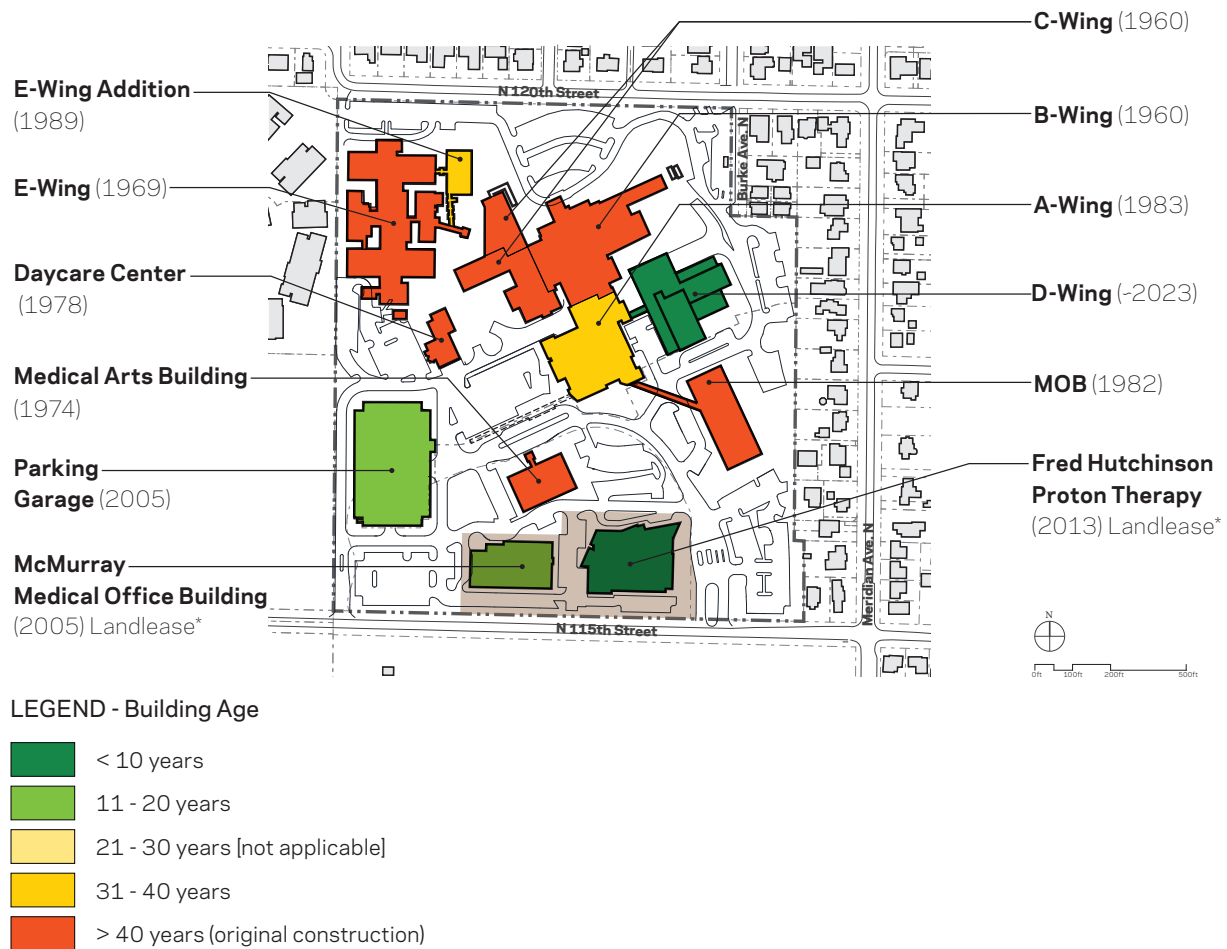 C-Wing (1960)
E-Wing Addition
(1989)
N 120th Street
B-Wing (1960)
Burke Ave. N
E-Wing (1969)
A-Wing (1983)
Daycare Center
(1978)
D-Wing (~2023)
Medical Arts Building
(1974)
MOB (1982)
Parking
Garage (2005)
Fred Hutchinson
Proton Therapy
(2013) Landlease*
McMurray
Medical Office Building
(2005) Landlease*
Meridian Ave. N
N 115th Street
N
0ft 100ft 200ft 500ft
LEGEND - Building Age
< 10 years
11 - 20 years
21 - 30 years [not applicable]
31 - 40 years
> 40 years (original construction)